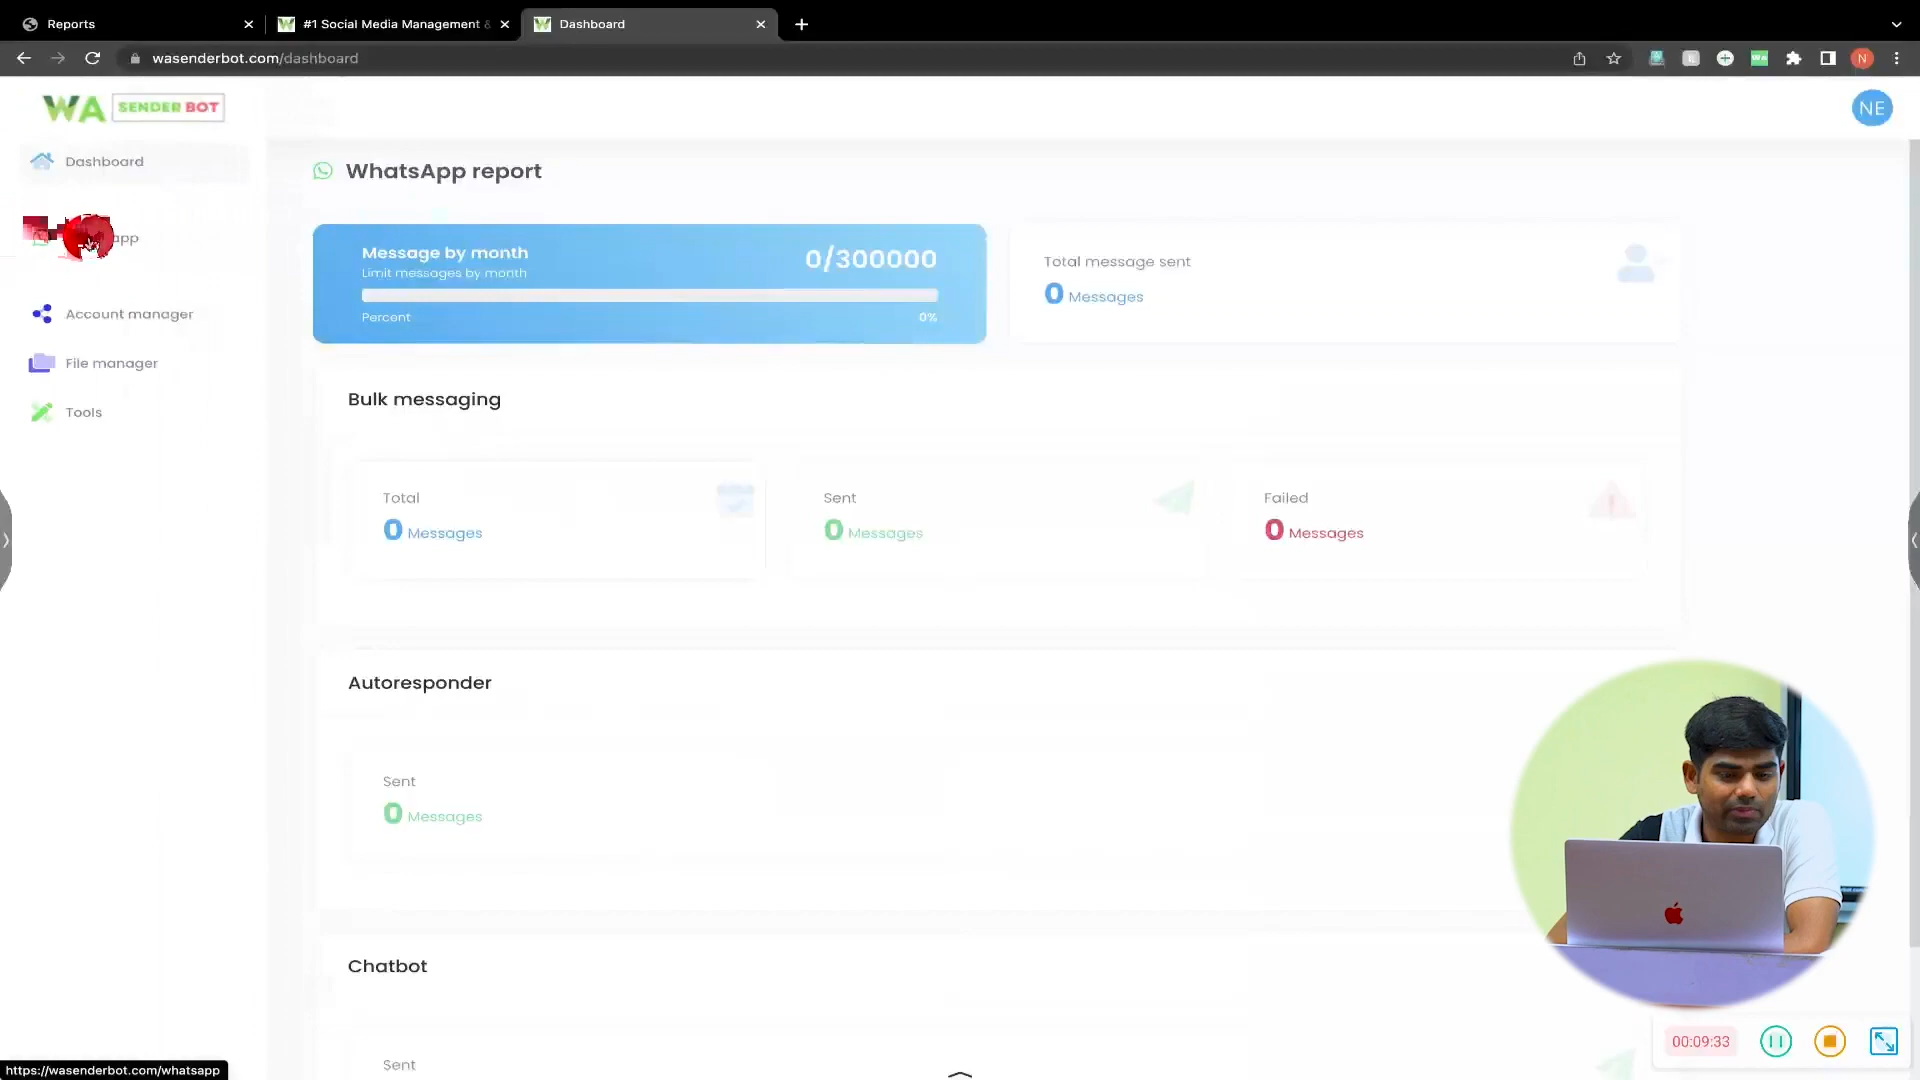 Reports
#1 Social Media Management &
Dashboard
wasenderbot.com/dashboard
N
WA SENDER BOT
NE
Dashboard
app
Account manager
File manager
Tools
WhatsApp report
Message by month
0/300000
Limit messages by month
Percent
0%
Total message sent
0 Messages
Bulk messaging
Total
0 Messages
Sent
0 Messages
Failed
0 Messages
Autoresponder
Sent
0 Messages
Chatbot
Sent
00:09:33
https://wasenderbot.com/whatsapp